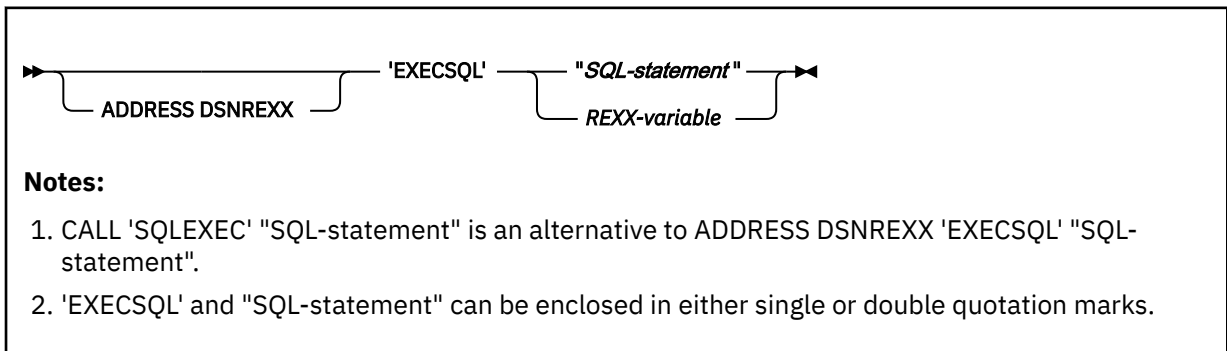 'EXECSQL' "SQL-statement"
ADDRESS DSNREXX REXX-variable
Notes:
1. CALL 'SQLEXEC' "SQL-statement" is an alternative to ADDRESS DSNREXX 'EXECSQL' "SQL-
statement".
2. 'EXECSQL' and "SQL-statement" can be enclosed in either single or double quotation marks.